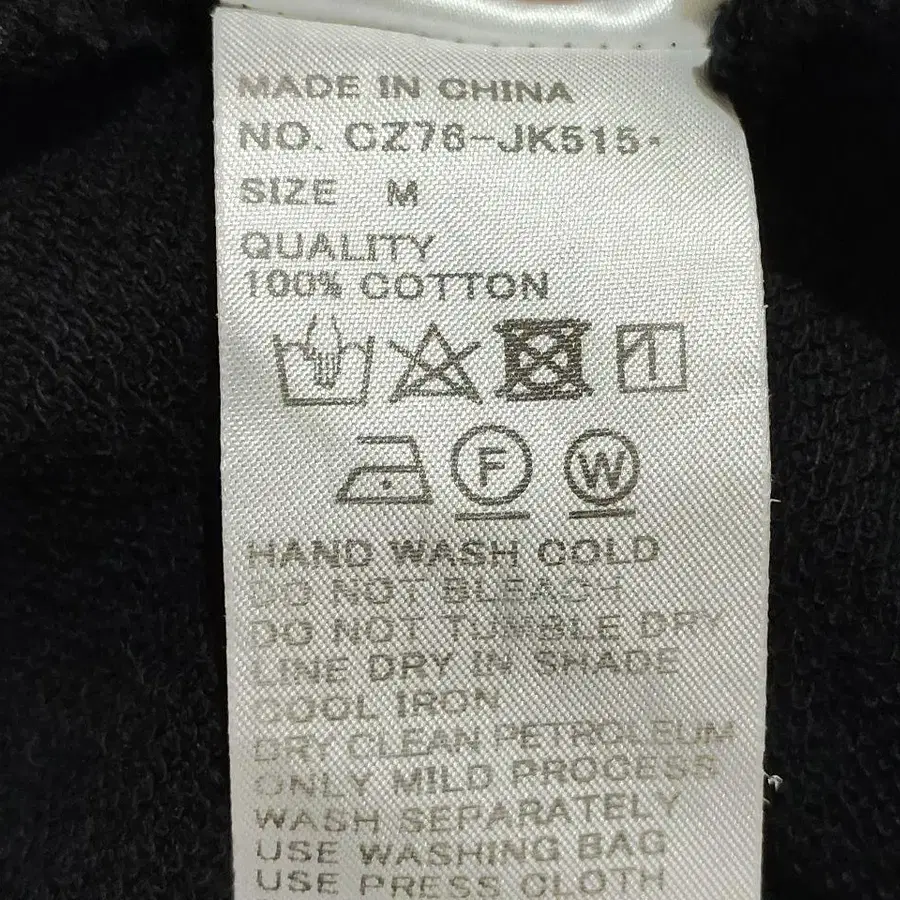 MADE IN CHINA
NO. CZ76-JK515-
SIZE M
QUALITY
100% COTTON
F W
HAND WASH COLD
DO NOT BLEACH
DO NOT TUMBLE DRY
LINE DRY IN SHADE
COOL IRON
DRY CLEAN PETROLEUM
ONLY MILD PROCESS
WASH SEPARATELY
USE WASHING BAG
USE PRESS CLOTH